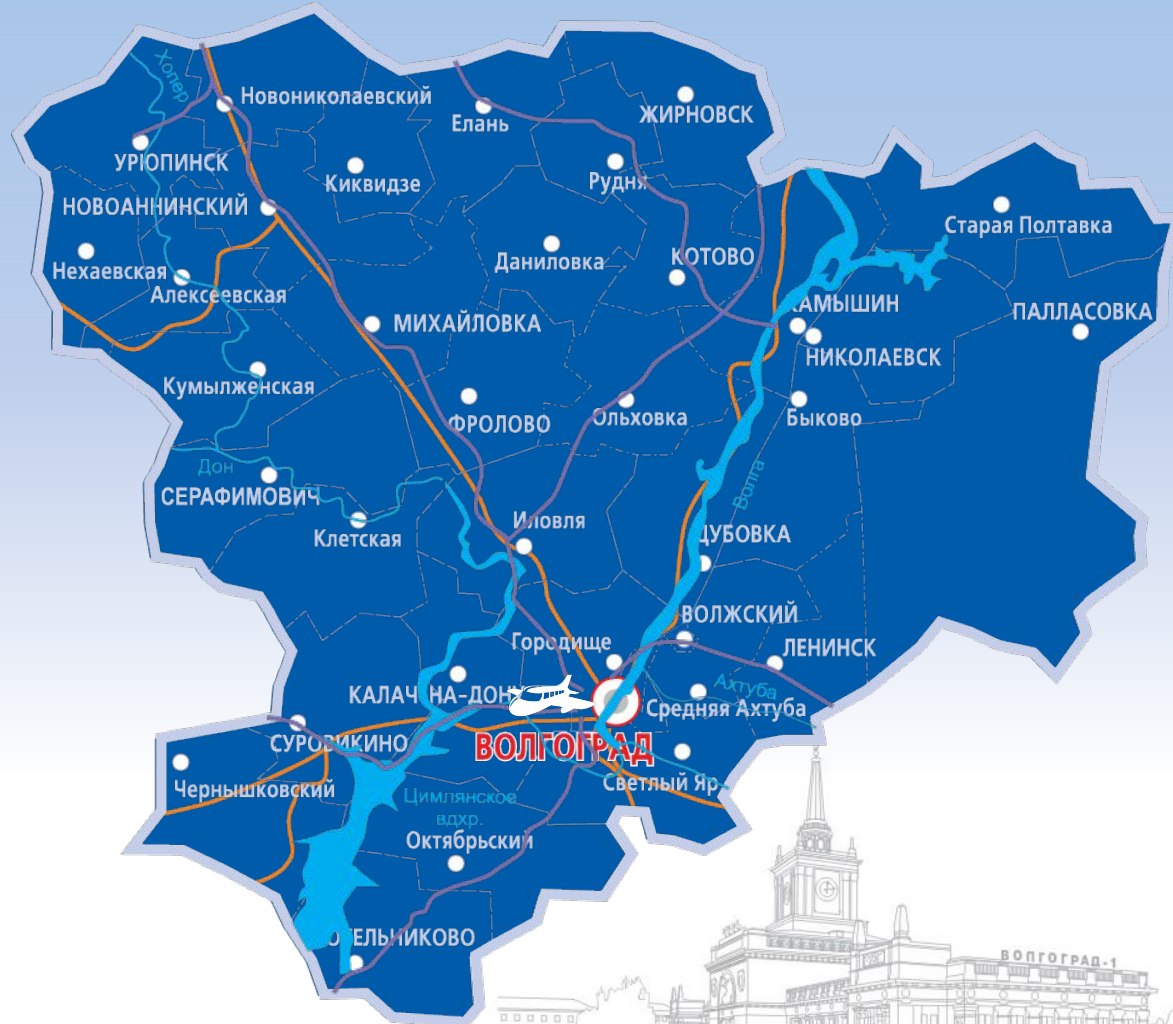 Хопер
Новониколаевский
Елань
ЖИРНОВСК
УРЮПИНСК
Киквидзе
Рудня
НОВОАННИНСКИЙ
Старая Полтавка
Нехаевская
Алексеевская
Даниловка
КОТОВО
КАМЫШИН
ПАЛЛАСОВКА
МИХАЙЛОВКА
НИКОЛАЕВСК
Кумылженская
ФРОЛОВО
Ольховка
Быково
Дон
СЕРАФИМОВИЧ
Волга
Клетская
Иловля
ДУБОВКА
ВОЛЖСКИЙ
Городище
ЛЕНИНСК
КАЛАЧ-НА-ДОНУ
Ахтуба
Средняя Ахтуба
СУРОВИКИНО
ВОЛГОГРАД
Чернышковский
Светлый Яр
Цимлянское
вдхр.
Октябрьский
КОТЕЛЬНИКОВО
ВОЛГОГРАД-1